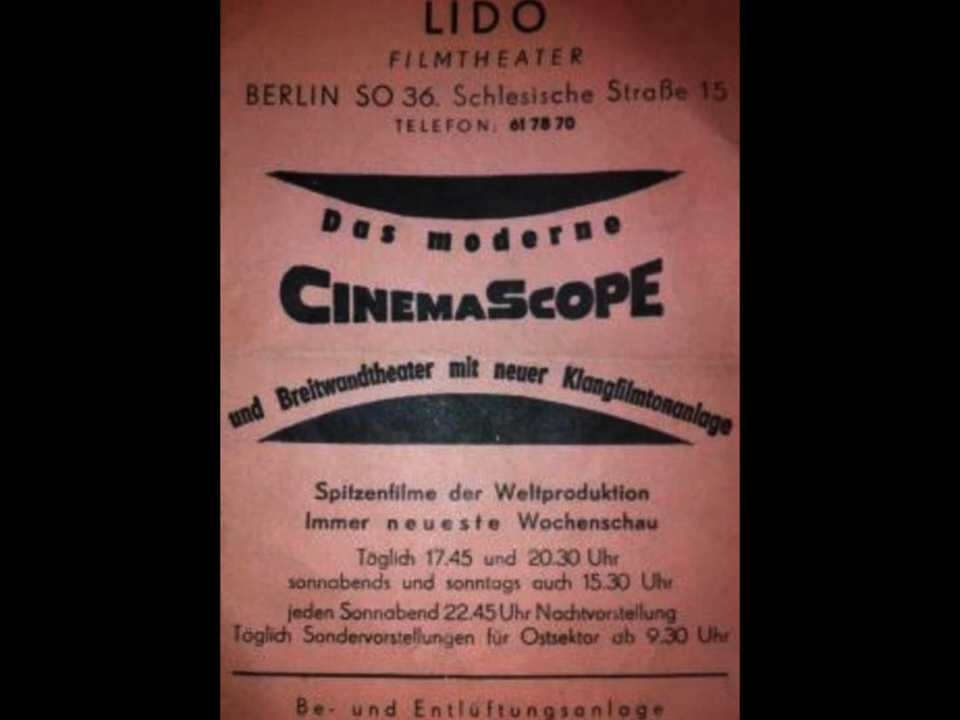 LIDO
FILMTHEATER
BERLIN SO 36. Schlesische Straße 15
TELEFON: 61 78 70
Das moderne
CINEMASCOPE
und Breitwandtheater mit neuer Klangfilmtonanlage
Spitzenfilme der Weltproduktion
Immer neueste Wochenschau
Täglich 17.45 und 20.30 Uhr
sonnabends und sonntags auch 15.30 Uhr
jeden Sonnabend 22.45 Uhr Nachtvorstellung
Täglich Sondervorstellungen für Ostsektor ab 9.30 Uhr
Be- und Entlüftungsanlage